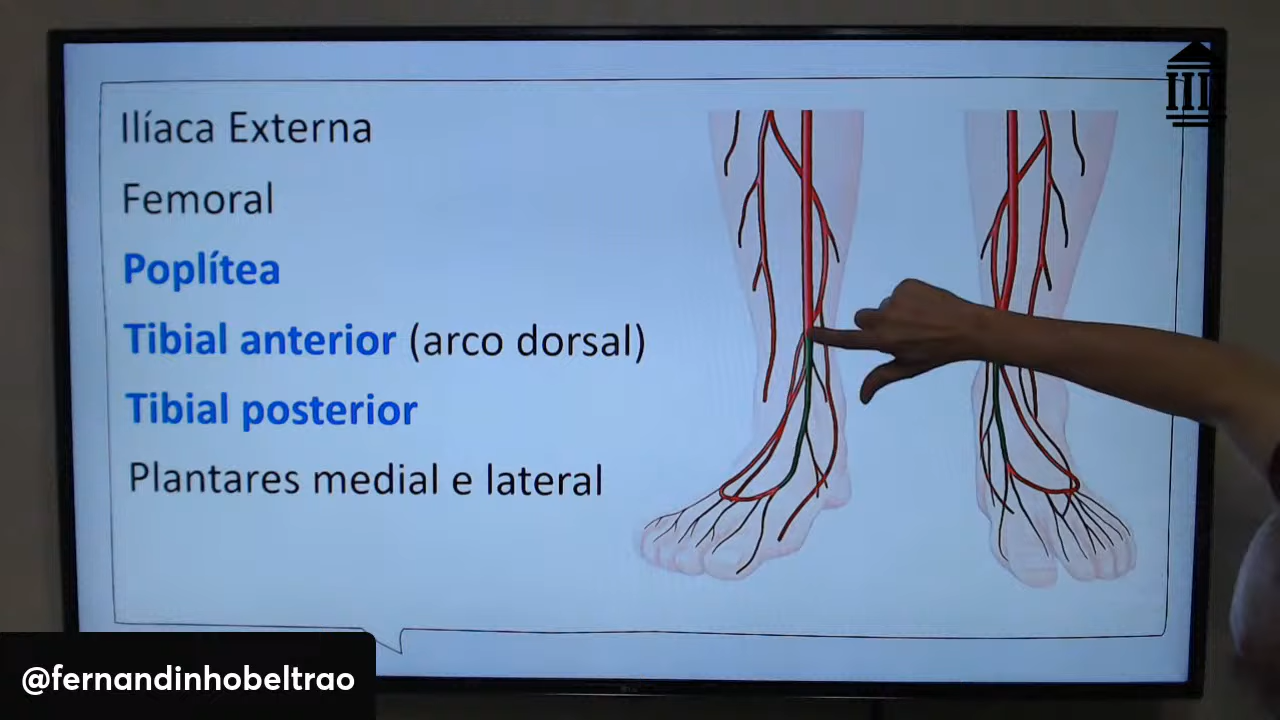 Ilíaca Externa
Femoral
Poplítea
Tibial anterior (arco dorsal)
Tibial posterior
Plantares medial e lateral
@fernandinhobeltrao